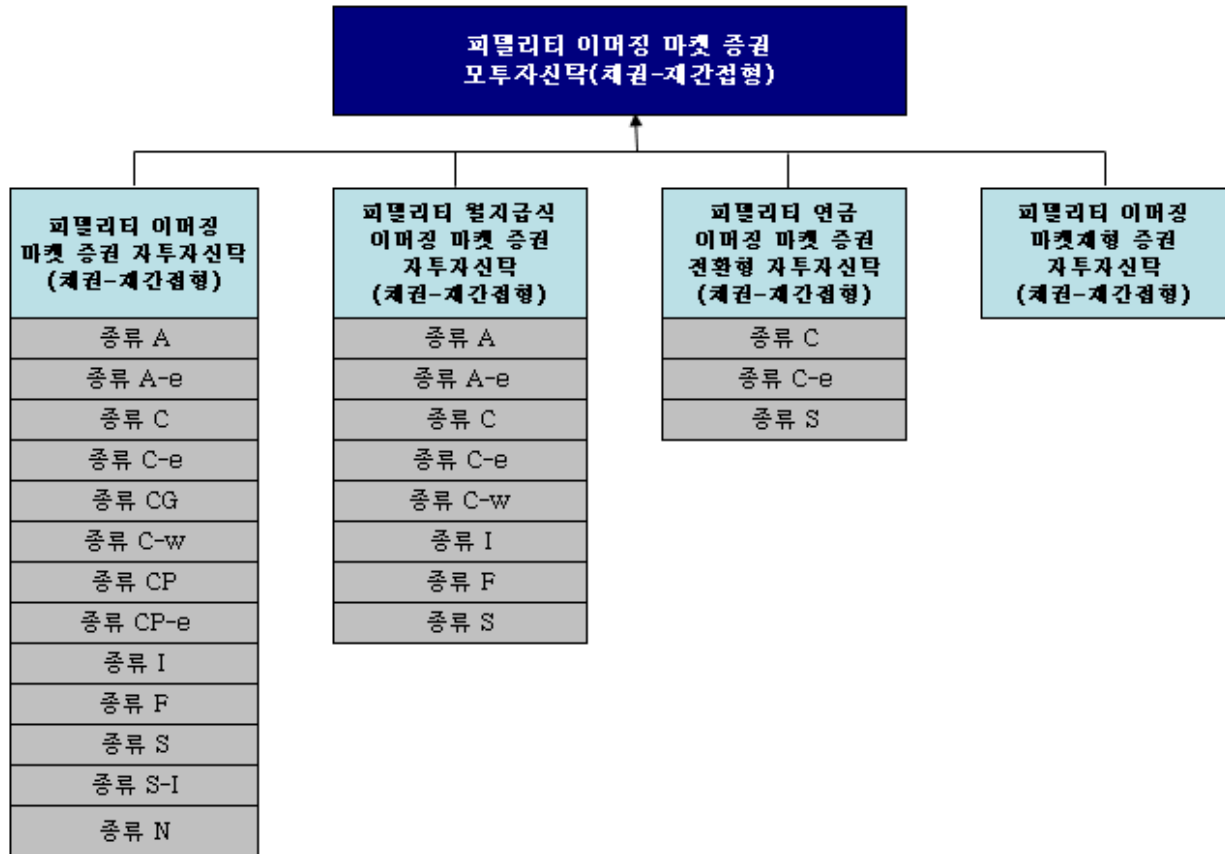 피델리티 이머징 마켓 증권
모투자신탁(채권-재간접형)
피델리티 이머징
마켓 증권 자투자신탁
(채권-재간접형)
종류 A
종류 A-e
종류 C
종류 C-e
종류 CG
종류 C-w
종류 CP
종류 CP-e
종류 I
종류 F
종류 S
종류 S-I
종류 N
피델리티 월지급식
이머징 마켓 증권
자투자신탁
(채권-재간접형)
종류 A
종류 A-e
종류 C
종류 C-e
종류 C-w
종류 I
종류 F
종류 S
피델리티 연금
이머징 마켓 증권
전환형 자투자신탁
(채권-재간접형)
종류 C
종류 C-e
종류 S
피델리티 이머징
마켓재형 증권
자투자신탁
(채권-재간접형)